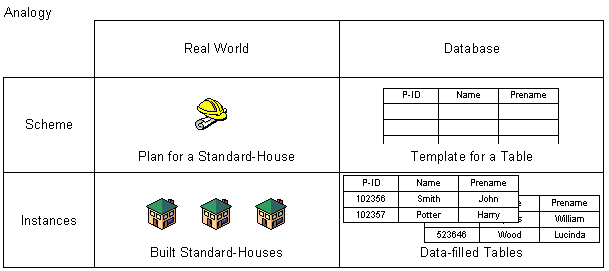 Analogy
Real World Database
Scheme
P-ID Name Prename
Plan for a Standard-House Template for a Table
Instances
P-ID Name Prename
102356 Smith John
102357 Potter Harry
Prename
William
523646 Wood Lucinda
Built Standard-Houses Data-filled Tables